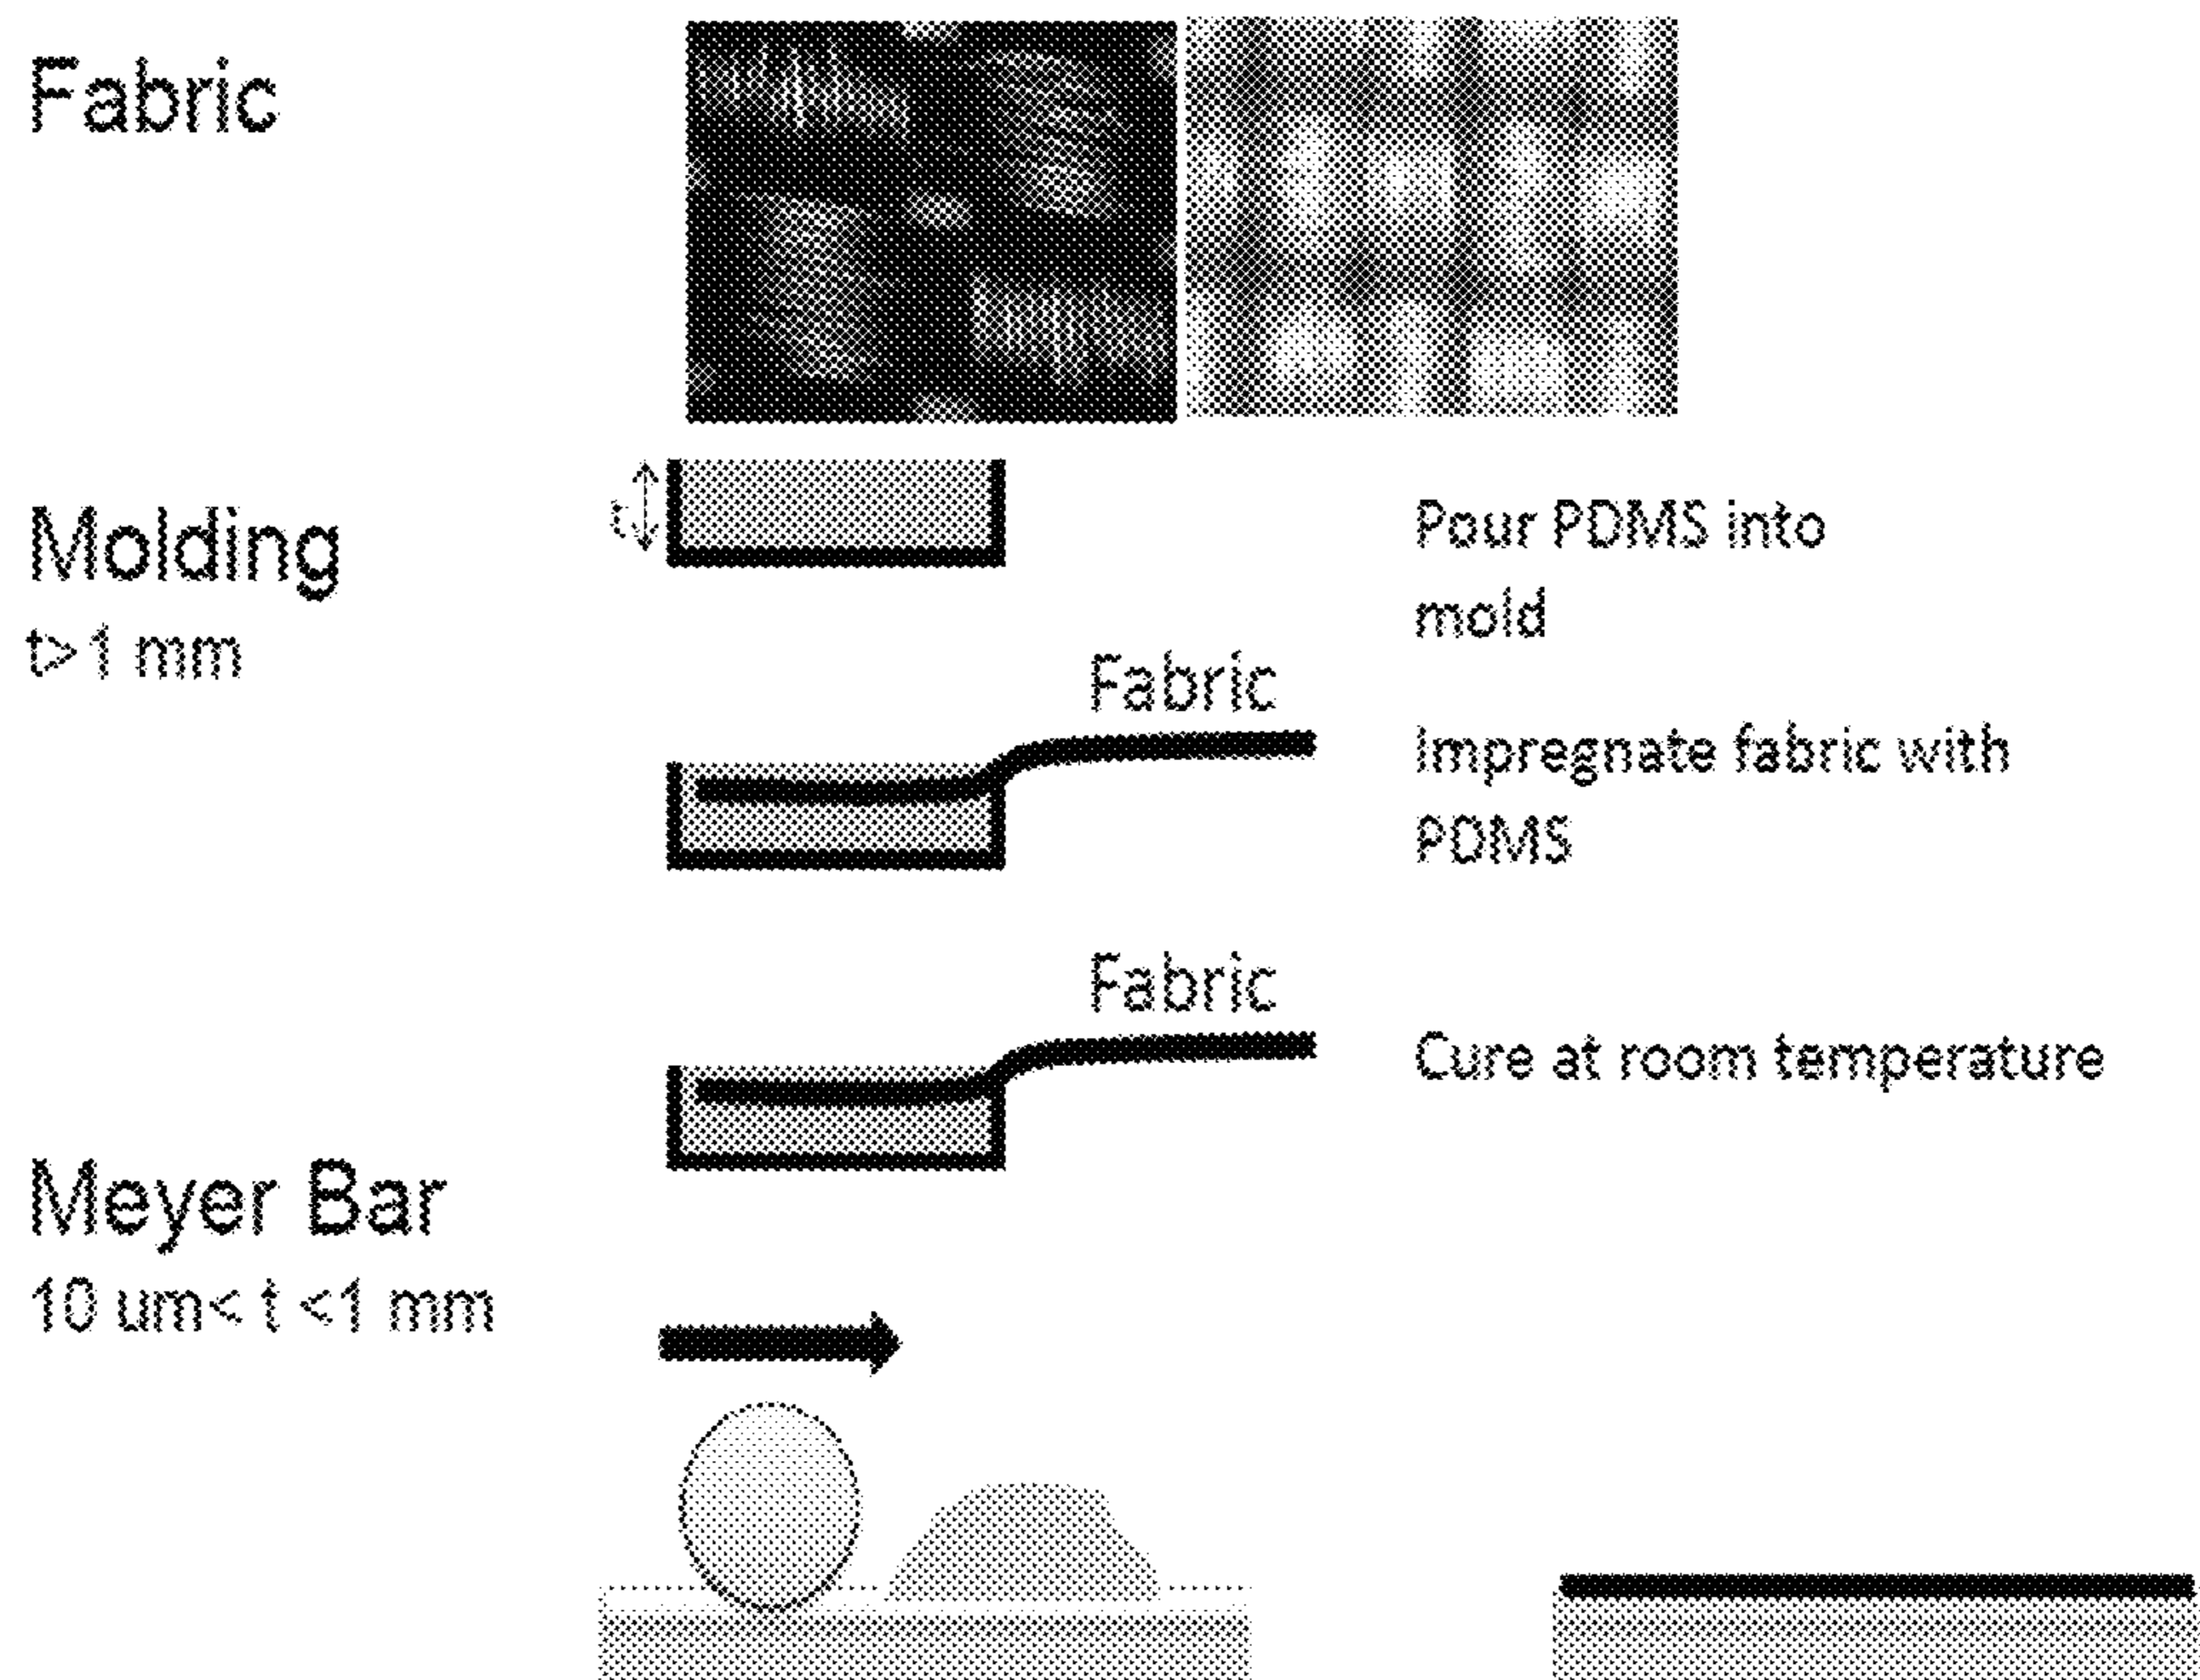 Fabric
t
Molding
t>1 mm
Pour PDMS into
mold
Fabric
Impregnate fabric with
PDMS
Fabric
Cure at room temperature
Meyer Bar
10 um< t <1 mm